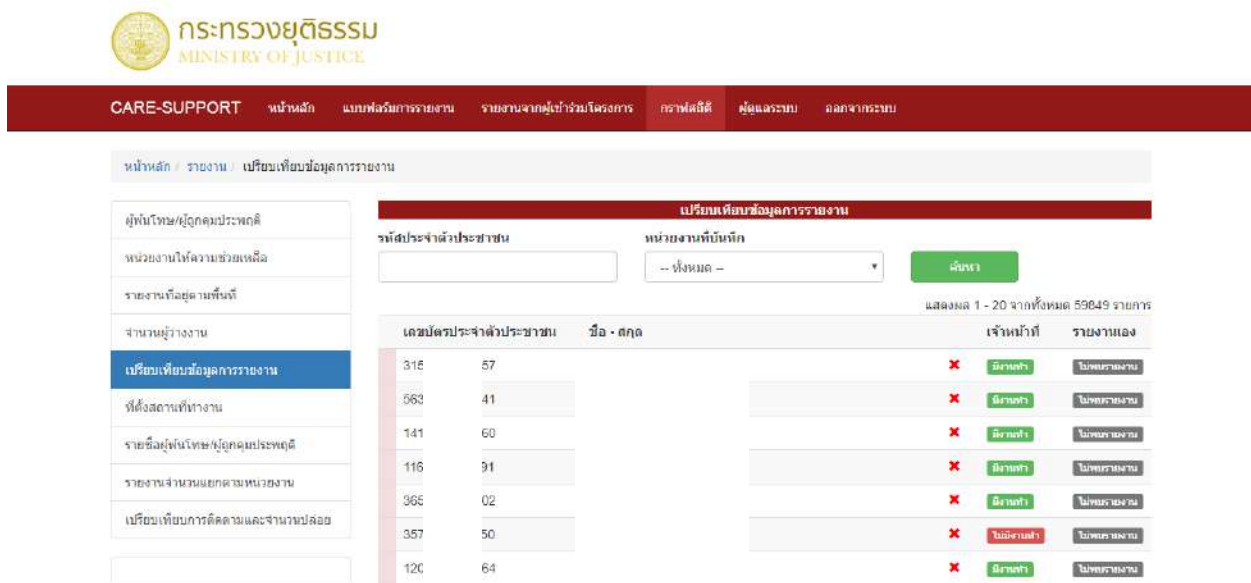 กระทรวงยุติธรรม
MINISTRY OF JUSTICE
CARE-SUPPORT หน้าหลัก แบบฟอร์มการรายงาน รายงานจากผู้เข้าร่วมโครงการ กราฟสถิติ ผู้ดูแลระบบ ออกจากระบบ
หน้าหลัก / รายงาน / เปรียบเทียบข้อมูลการรายงาน
ผู้พ้นโทษ/ผู้ถูกคุมประพฤติ
หน่วยงานให้ความช่วยเหลือ
รายงานที่อยู่ตามพื้นที่
จำนวนผู้ว่างงาน
เปรียบเทียบข้อมูลการรายงาน
ที่ตั้งสถานที่ทำงาน
รายชื่อผู้พ้นโทษ/ผู้ถูกคุมประพฤติ
รายงานจำนวนแยกตามหน่วยงาน
เปรียบเทียบการติดตามและจำนวนปล่อย
เปรียบเทียบข้อมูลการรายงาน
รหัสประจำตัวประชาชน หน่วยงานที่บันทึก
-- ทั้งหมด -- ค้นหา
แสดงผล 1 - 20 จากทั้งหมด 59849 รายการ
เลขบัตรประจำตัวประชาชน ชื่อ - สกุล เจ้าหน้าที่ รายงานเอง
315 57 มีงานทำ ไม่พบรายงาน
563 41 มีงานทำ ไม่พบรายงาน
141 60 มีงานทำ ไม่พบรายงาน
116 91 มีงานทำ ไม่พบรายงาน
365 02 มีงานทำ ไม่พบรายงาน
357 50 ไม่มีงานทำ ไม่พบรายงาน
120 64 มีงานทำ ไม่พบรายงาน